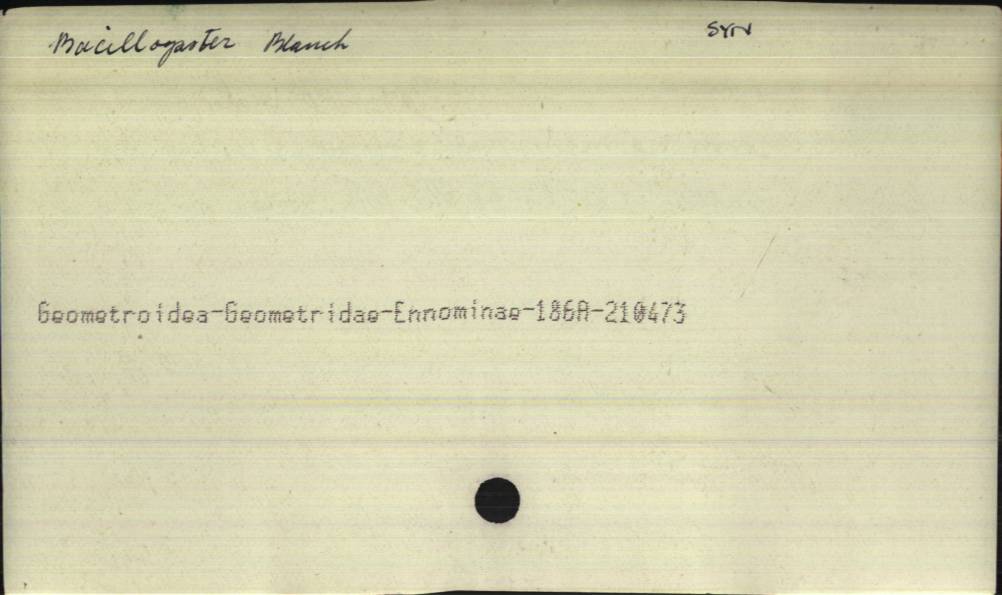 Bacillogaster Blanch
SYN
Geometroidea-Geometridae-Ennominae-186A-210473